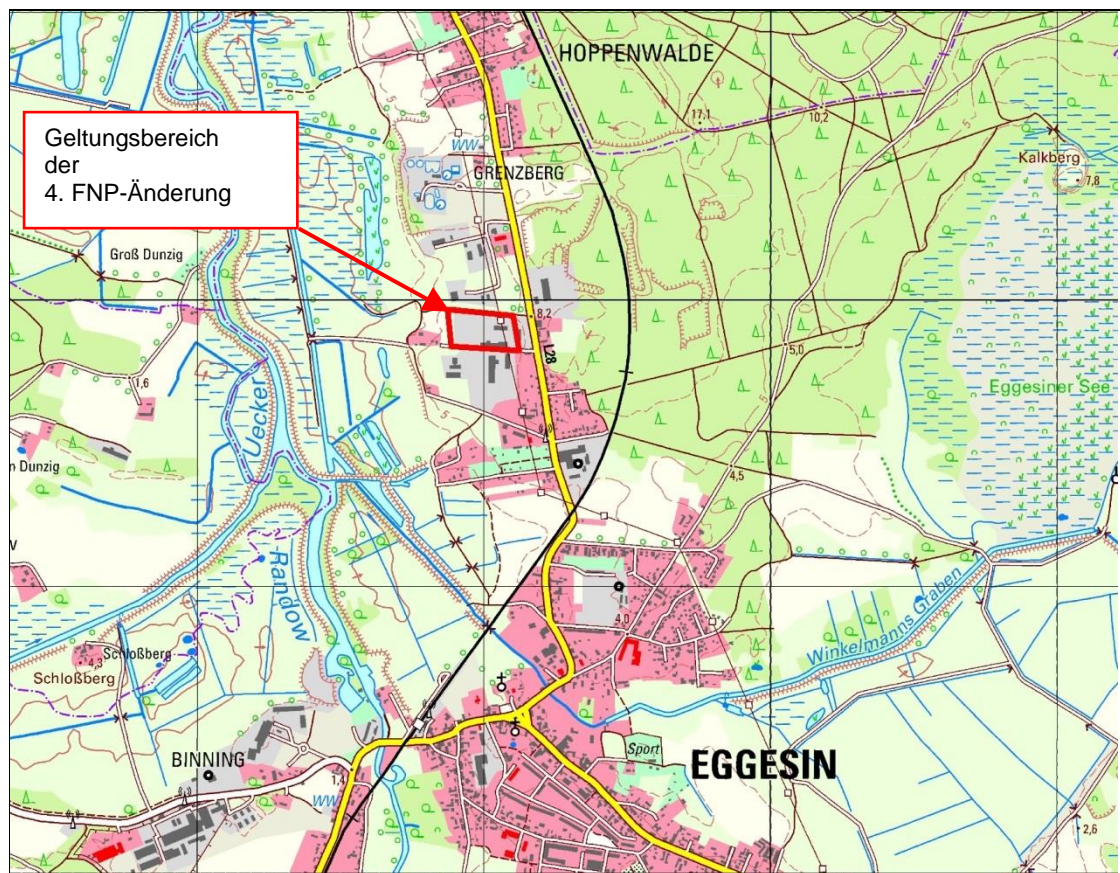 HOPPENWALDE
Geltungsbereich
der
4. FNP-Änderung
17,1
10,2
WW
GRENZBERG
Kalkberg
7,8
Groß Dunzig
8,2
L28
5,0
1,6
Uecker
Eggesiner See
n Dunzig
4,5
V
Randow
4,0
Winkelmanns Graben
Schloßberg
4,3
Schloßberg
Sport
BINNING
EGGESIN
1,4
WW
2,6